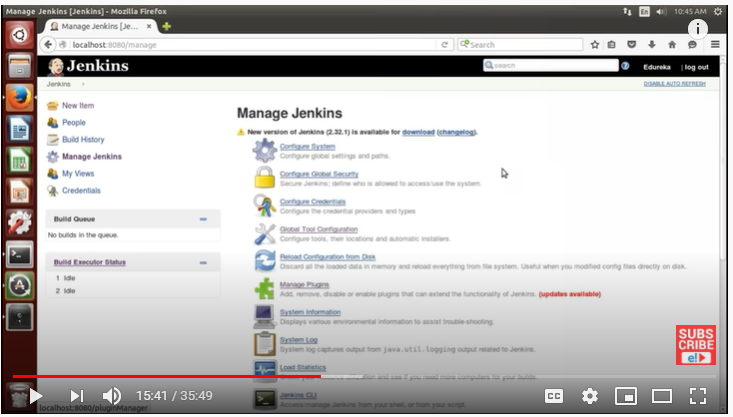 Manage Jenkins [Jenkins] - Mozilla Firefox
En
10:45 AM
Manage Jenkins [Je...
localhost:8080/manage
Search
Jenkins
search
Edureka | log out
Jenkins
DISABLE AUTO REFRESH
New Item
People
Build History
Manage Jenkins
My Views
Credentials
Build Queue
No builds in the queue.
Build Executor Status
1 Idle
2 Idle
Manage Jenkins
New version of Jenkins (2.32.1) is available for download (changelog).
Configure System
Configure global settings and paths.
Configure Global Security
Secure Jenkins; define who is allowed to access/use the system.
Configure Credentials
Configure the credential providers and types
Global Tool Configuration
Configure tools, their locations and automatic installers.
Reload Configuration from Disk
Discard all the loaded data in memory and reload everything from file system. Useful when you modified config files directly on disk.
Manage Plugins
Add, remove, disable or enable plugins that can extend the functionality of Jenkins. (updates available)
System Information
Displays various environmental information to assist trouble-shooting.
System Log
System log captures output from java.util.logging output related to Jenkins.
Load Statistics
and see if you need more computers for your builds.
Jenkins CLI
Access/manage Jenkins from your shell, or from your script.
SUBS
CRIBE
e!
15:41 / 35:49
CC
localhost:8080/pluginManager